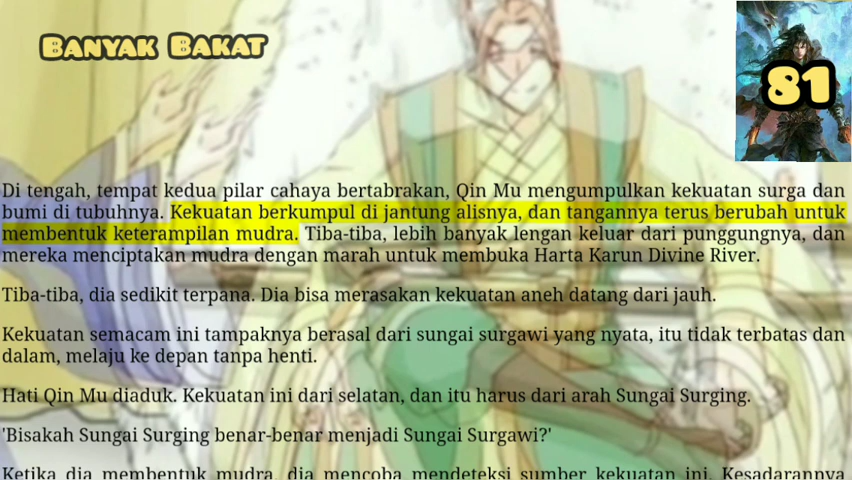 Banyak Bakat
81
Di tengah, tempat kedua pilar cahaya bertabrakan, Qin Mu mengumpulkan kekuatan surga dan
bumi di tubuhnya. Kekuatan berkumpul di jantung alisnya, dan tangannya terus berubah untuk
membentuk keterampilan mudra. Tiba-tiba, lebih banyak lengan keluar dari punggungnya, dan
mereka menciptakan mudra dengan marah untuk membuka Harta Karun Divine River.
Tiba-tiba, dia sedikit terpana. Dia bisa merasakan kekuatan aneh datang dari jauh.
Kekuatan semacam ini tampaknya berasal dari sungai surgawi yang nyata, itu tidak terbatas dan
dalam, melaju ke depan tanpa henti.
Hati Qin Mu diaduk. Kekuatan ini dari selatan, dan itu harus dari arah Sungai Surging.
'Bisakah Sungai Surging benar-benar menjadi Sungai Surgawi?'
Ketika dia membentuk mudra, dia mencoba mendeteksi sumber kekuatan ini. Kesadarannya